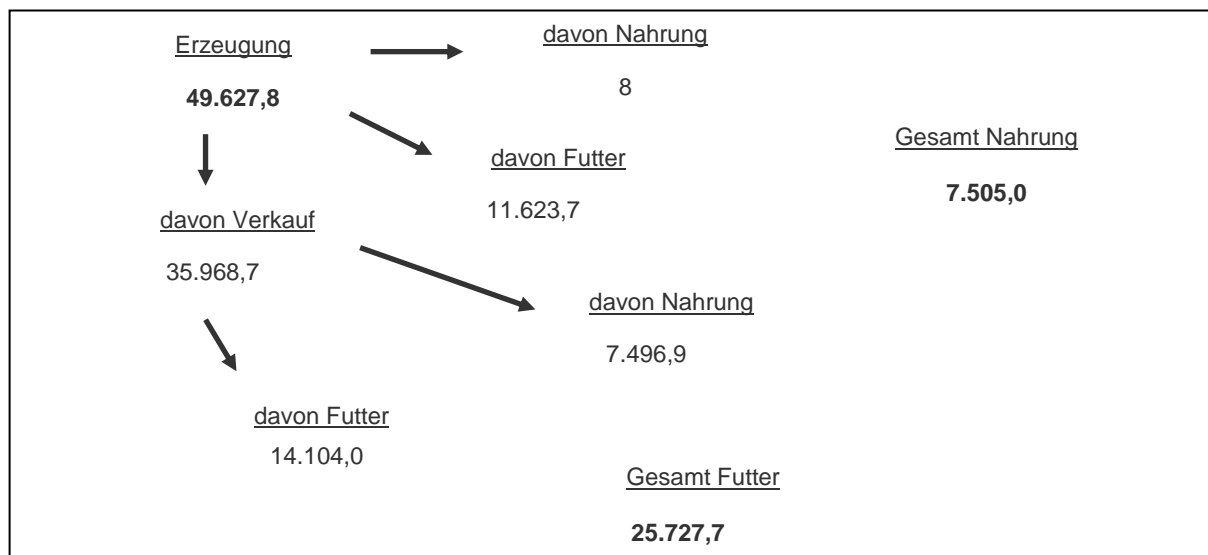 Erzeugung
49.627,8
davon Nahrung
8
davon Futter
11.623,7
Gesamt Nahrung
7.505,0
davon Verkauf
35.968,7
davon Nahrung
7.496,9
davon Futter
14.104,0
Gesamt Futter
25.727,7